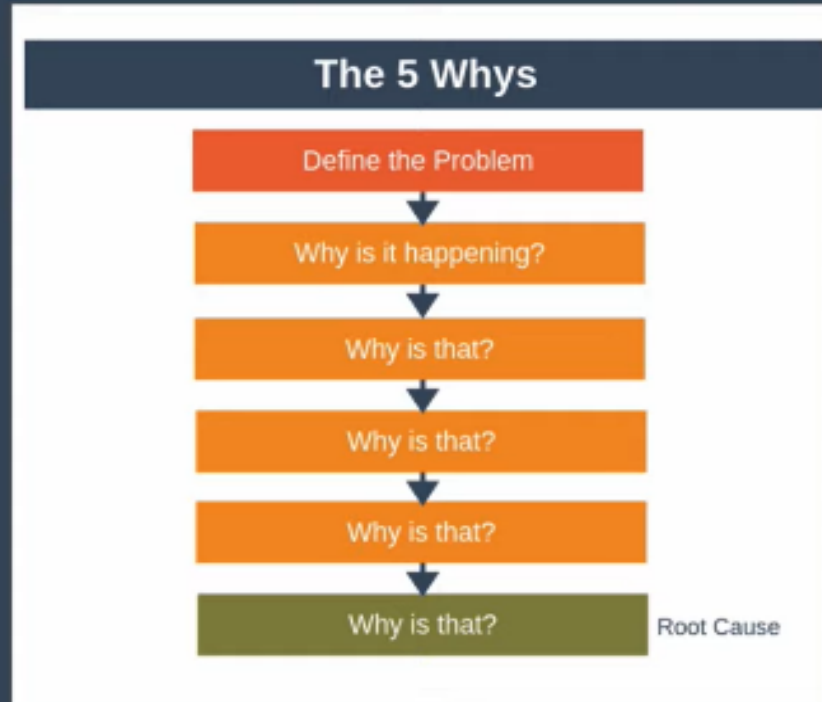 The 5 Whys
Define the Problem
Why is it happening?
Why is that?
Why is that?
Why is that?
Why is that?
Root Cause